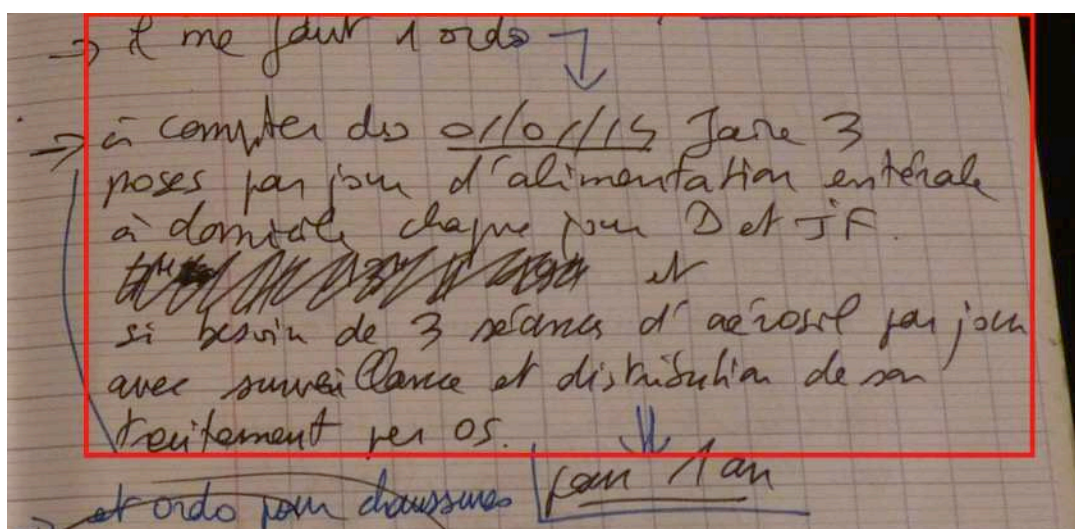 → il me faut 1 ordo
→ à compter du 01/01/15 Faire 3
poses par jour d'alimentation entérale
à domicile chaque jour D et JF.
et
si besoin de 3 séances d'aérosol par jour
avec surveillance et distribution de son
traitement per os.
pour 1 an
et ordo pour chaussures